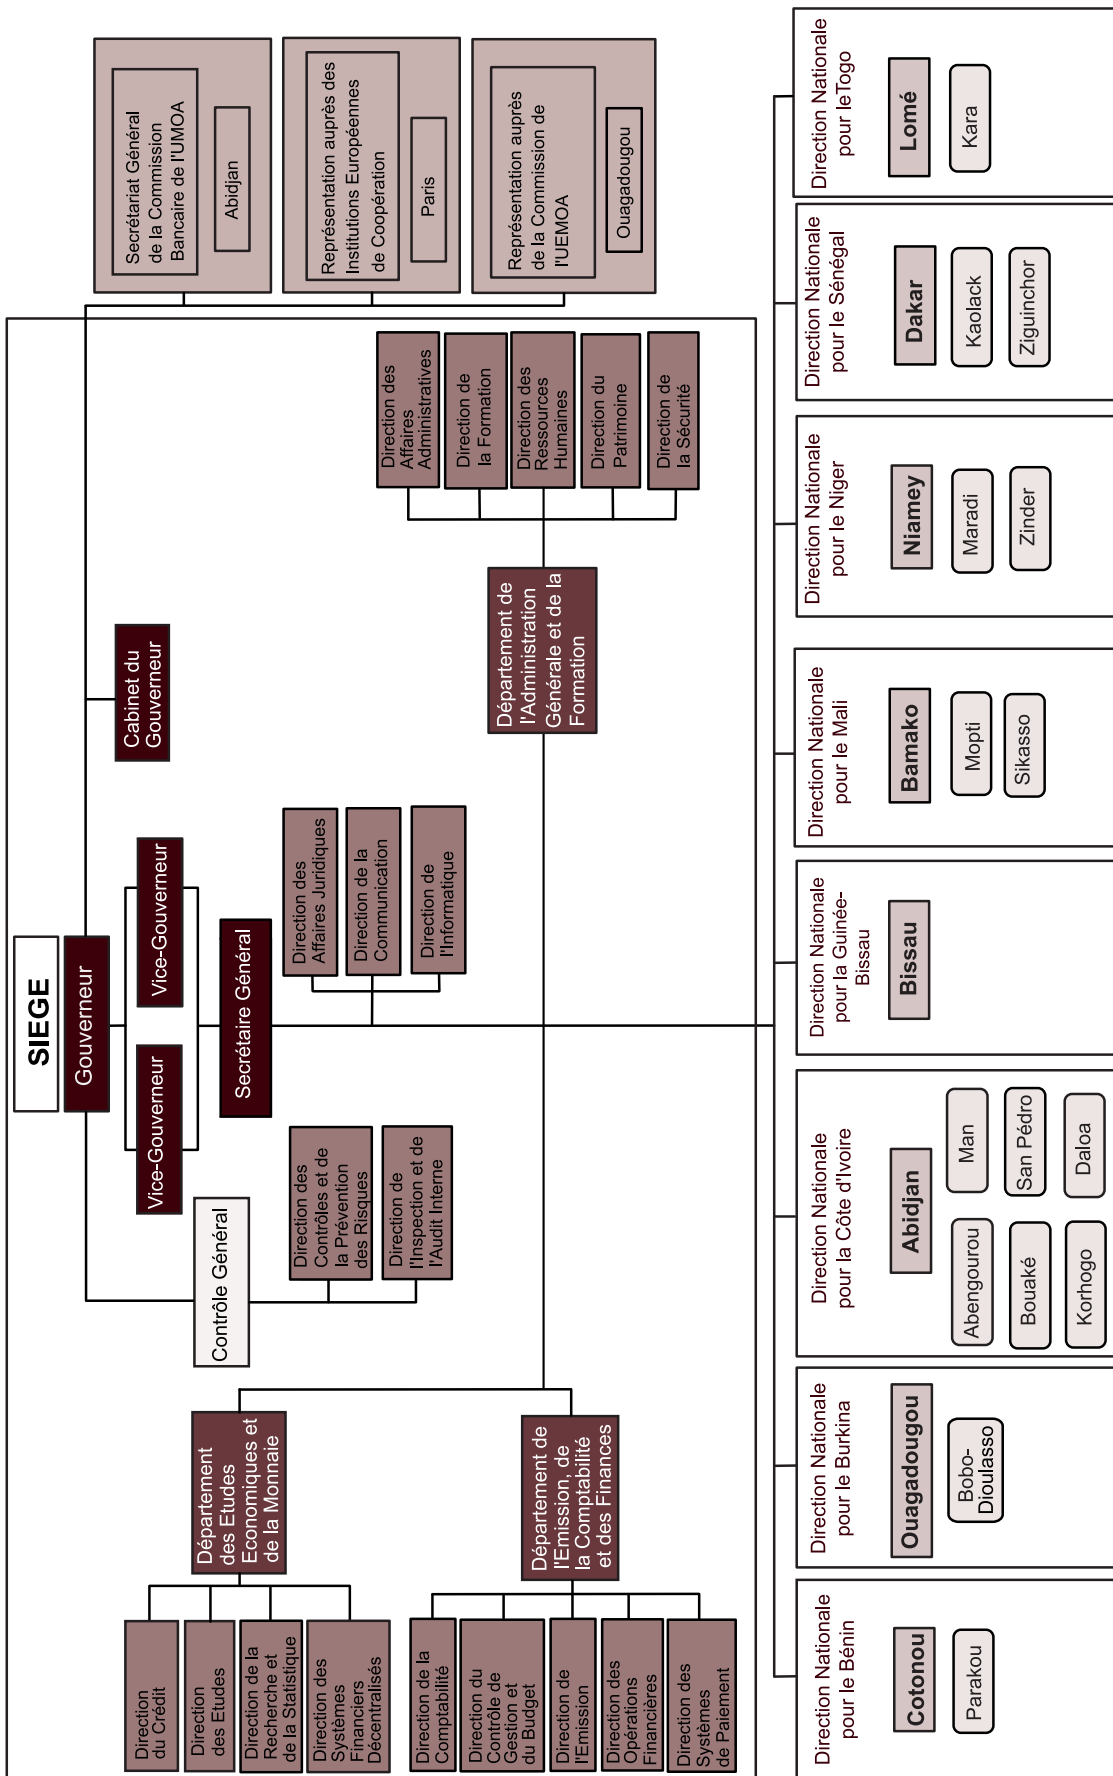 SIEGE
Gouverneur
Vice-Gouverneur
Vice-Gouverneur
Cabinet du
Gouverneur
Secrétaire Général
Contrôle Général
Direction des
Contrôles et de
la Prévention
des Risques
Direction de
l'Inspection et de
l'Audit Interne
Direction des
Affaires Juridiques
Direction de la
Communication
Direction de
l'Informatique
Secrétariat Général
de la Commission
Bancaire de l'UMOA
Abidjan
Représentation auprès des
Institutions Européennes
de Coopération
Paris
Représentation auprès
de la Commission de
l'UEMOA
Ouagadougou
Département
des Etudes
Economiques et
de la Monnaie
Direction
du Crédit
Direction
des Etudes
Direction de la
Recherche et
de la Statistique
Direction des
Systèmes
Financiers
Décentralisés
Département de
l'Emission, de
la Comptabilité
et des Finances
Direction de la
Comptabilité
Direction du
Contrôle de
Gestion et
du Budget
Direction de
l'Emission
Direction des
Opérations
Financières
Direction des
Systèmes
de Paiement
Département de
l'Administration
Générale et de la
Formation
Direction des
Affaires
Administratives
Direction de
la Formation
Direction des
Ressources
Humaines
Direction du
Patrimoine
Direction de
la Sécurité
Direction Nationale
pour le Bénin
Cotonou
Parakou
Direction Nationale
pour le Burkina
Ouagadougou
Bobo-
Dioulasso
Direction Nationale
pour la Côte d'Ivoire
Abidjan
Abengourou
Man
Bouaké
San Pédro
Korhogo
Daloa
Direction Nationale
pour la Guinée-
Bissau
Bissau
Direction Nationale
pour le Mali
Bamako
Mopti
Sikasso
Direction Nationale
pour le Niger
Niamey
Maradi
Zinder
Direction Nationale
pour le Sénégal
Dakar
Kaolack
Ziguinchor
Direction Nationale
pour leTogo
Lomé
Kara